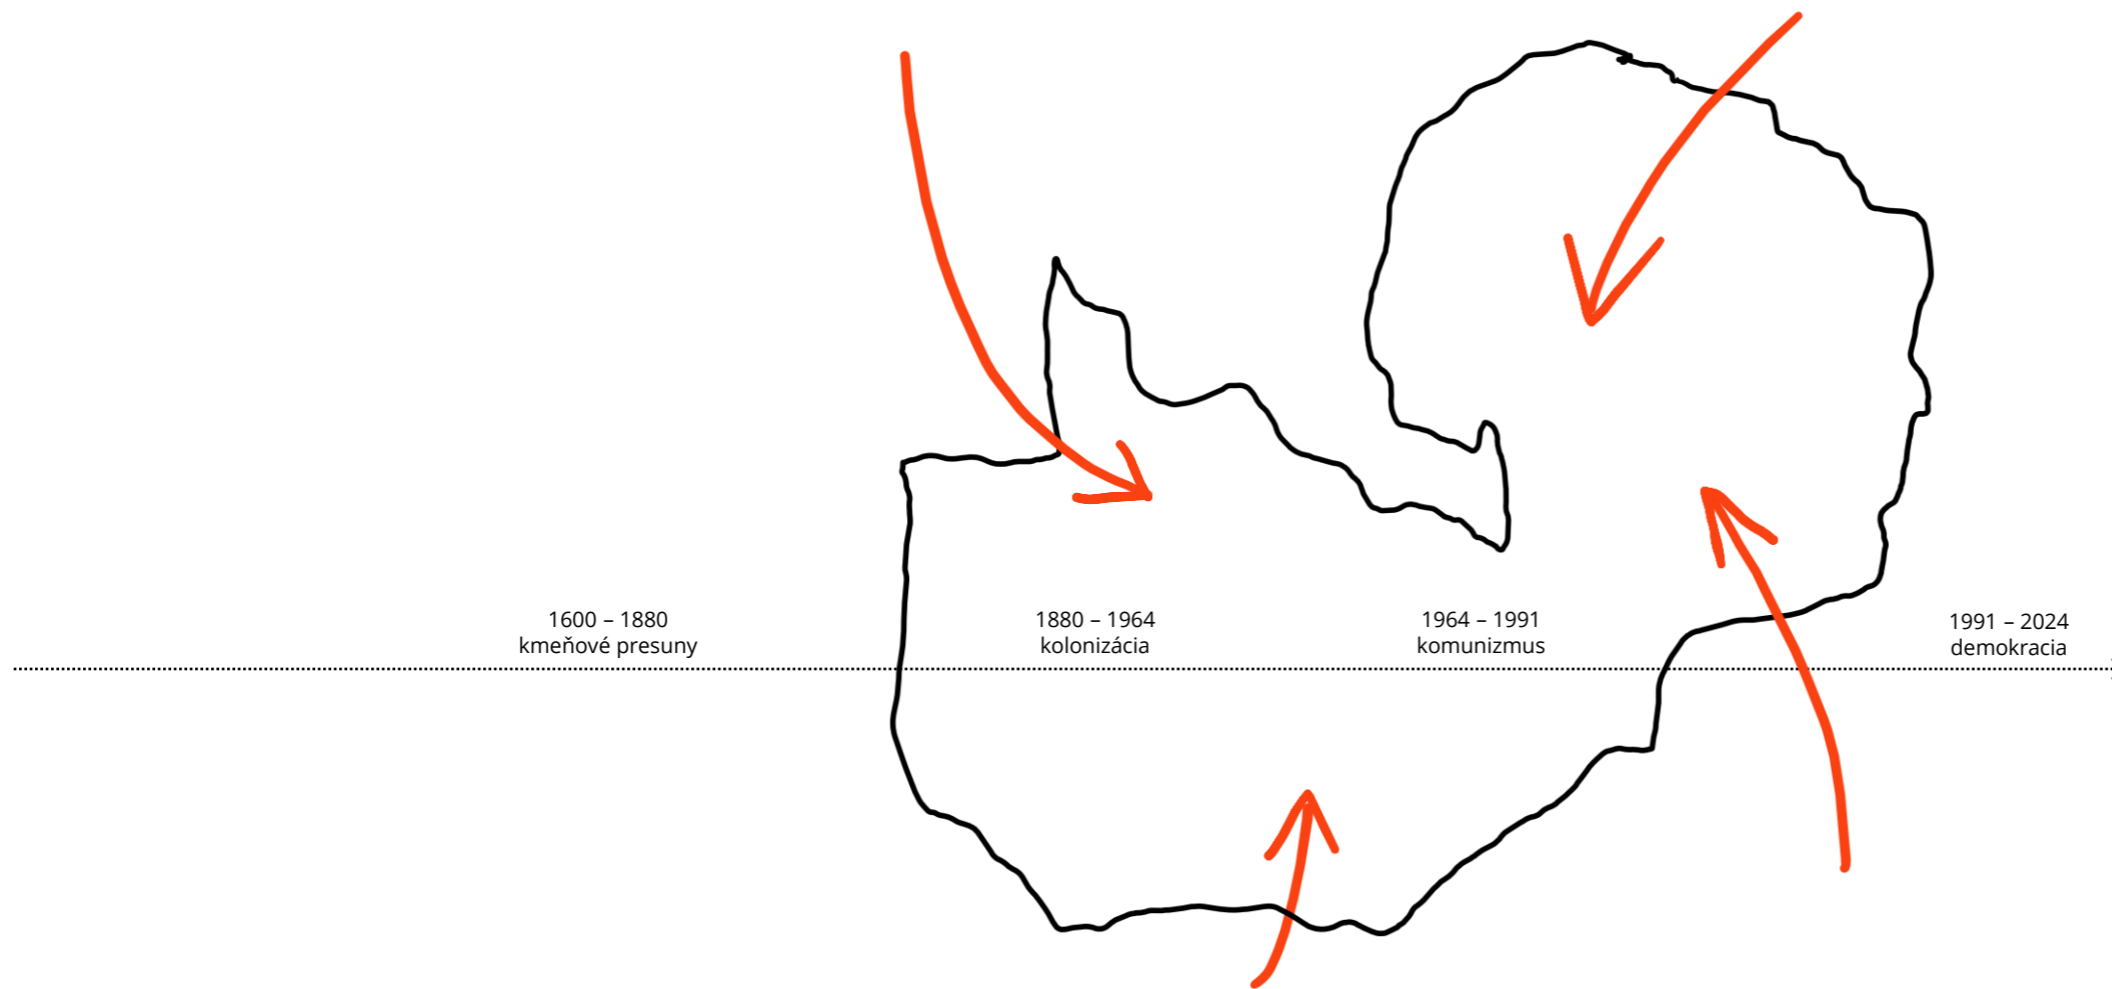 1600 – 1880
kmeňové presuny
1880 – 1964
kolonizácia
1964 – 1991
komunizmus
1991 – 2024
demokracia